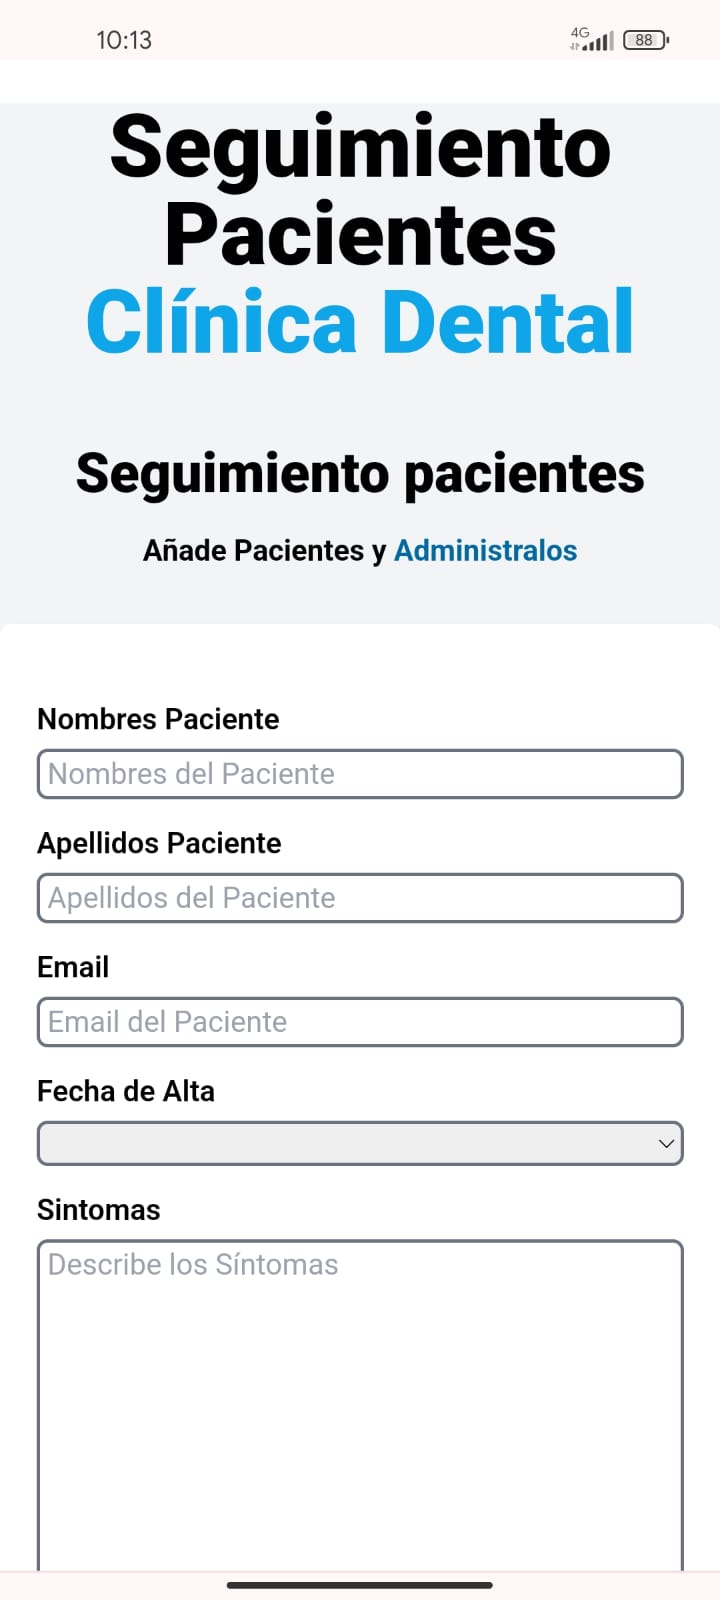 10:13
4G
88
Seguimiento
Pacientes
Clínica Dental
Seguimiento pacientes
Añade Pacientes y Administralos
Nombres Paciente
Nombres del Paciente
Apellidos Paciente
Apellidos del Paciente
Email
Email del Paciente
Fecha de Alta
Sintomas
Describe los Síntomas